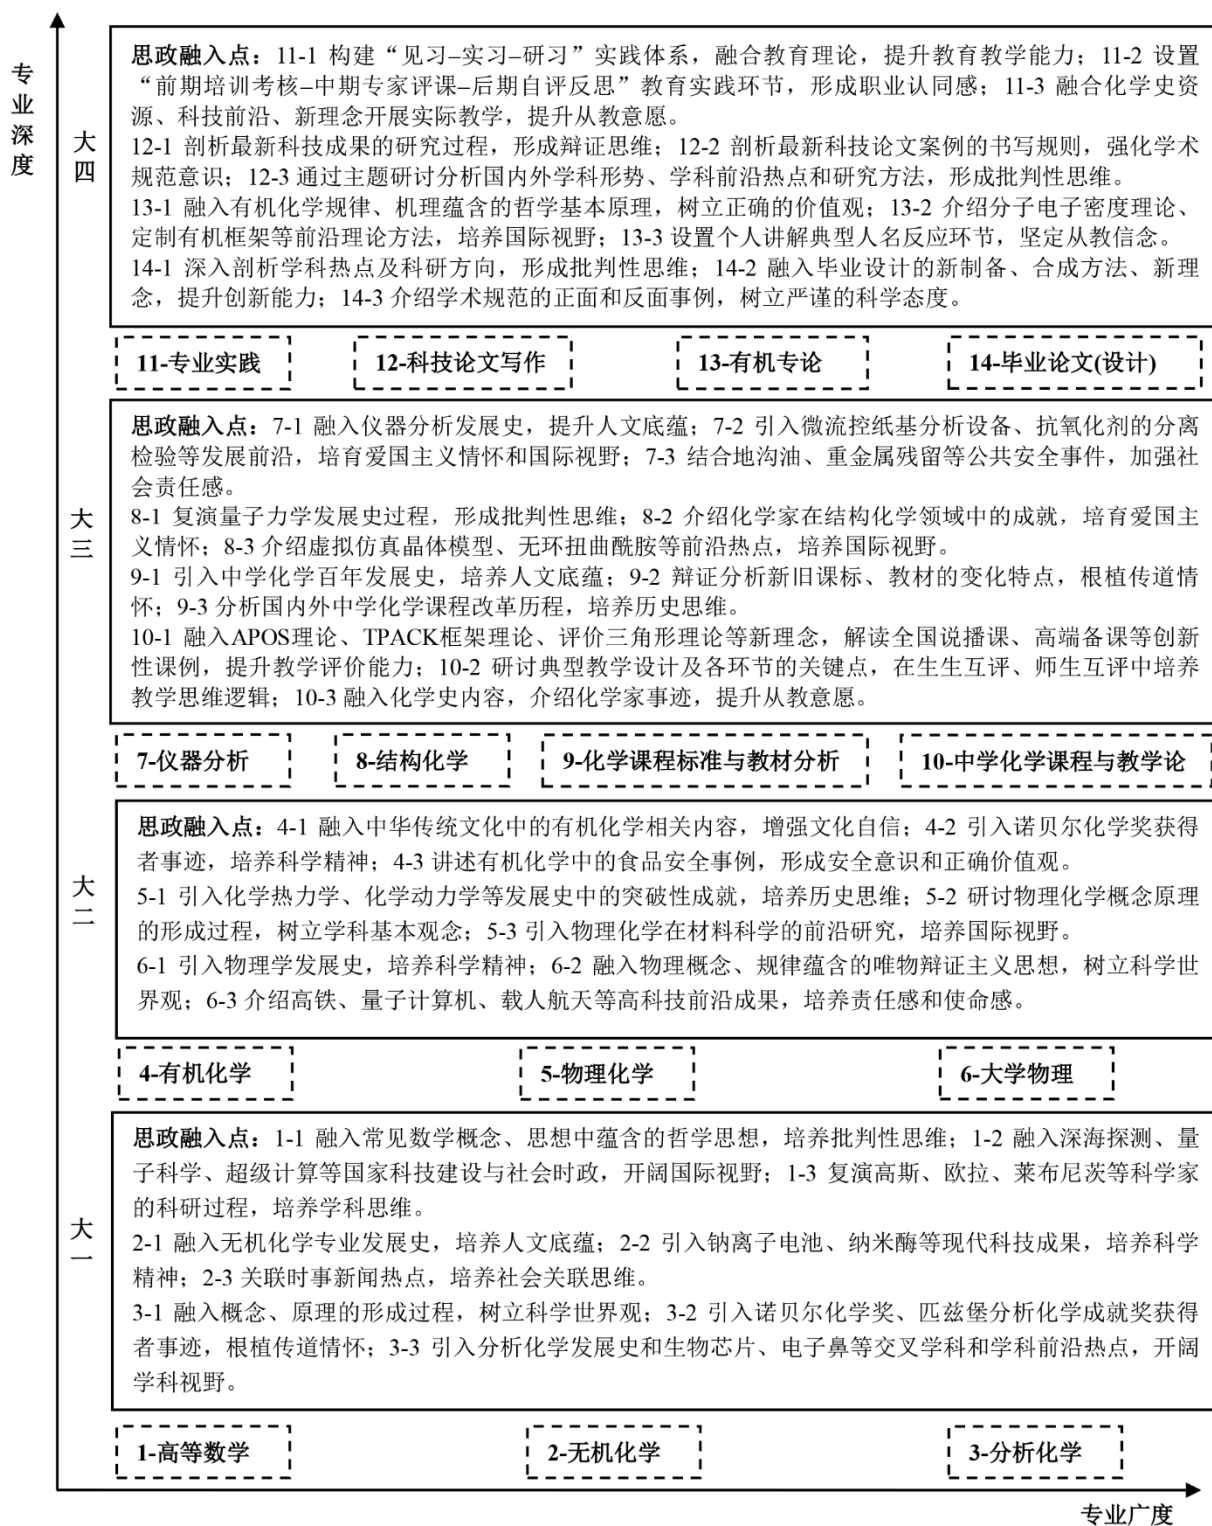 专业深度
大四
思政融入点：11-1 构建“见习–实习–研习”实践体系，融合教育理论，提升教育教学能力；11-2 设置
“前期培训考核–中期专家评课–后期自评反思”教育实践环节，形成职业认同感；11-3 融合化学史资
源、科技前沿、新理念开展实际教学，提升从教意愿。
12-1 剖析最新科技成果的研究过程，形成辩证思维；12-2 剖析最新科技论文案例的书写规则，强化学术
规范意识；12-3 通过主题研讨分析国内外学科形势、学科前沿热点和研究方法，形成批判性思维。
13-1 融入有机化学规律、机理蕴含的哲学基本原理，树立正确的价值观；13-2 介绍分子电子密度理论、
定制有机框架等前沿理论方法，培养国际视野；13-3 设置个人讲解典型人名反应环节，坚定从教信念。
14-1 深入剖析学科热点及科研方向，形成批判性思维；14-2 融入毕业设计的新制备、合成方法、新理
念，提升创新能力；14-3 介绍学术规范的正面和反面事例，树立严谨的科学态度。
11-专业实践
12-科技论文写作
13-有机专论
14-毕业论文(设计)
大三
思政融入点：7-1 融入仪器分析发展史，提升人文底蕴；7-2 引入微流控纸基分析设备、抗氧化剂的分离
检验等发展前沿，培育爱国主义情怀和国际视野；7-3 结合地沟油、重金属残留等公共安全事件，加强社
会责任感。
8-1 复演量子力学发展史过程，形成批判性思维；8-2 介绍化学家在结构化学领域中的成就，培育爱国主
义情怀；8-3 介绍虚拟仿真晶体模型、无环扭曲酰胺等前沿热点，培养国际视野。
9-1 引入中学化学百年发展史，培养人文底蕴；9-2 辩证分析新旧课标、教材的变化特点，根植传道情
怀；9-3 分析国内外中学化学课程改革历程，培养历史思维。
10-1 融入APOS理论、TPACK框架理论、评价三角形理论等新理念，解读全国说播课、高端备课等创新
性课例，提升教学评价能力；10-2 研讨典型教学设计及各环节的关键点，在生生互评、师生互评中培养
教学思维逻辑；10-3 融入化学史内容，介绍化学家事迹，提升从教意愿。
7-仪器分析
8-结构化学
9-化学课程标准与教材分析
10-中学化学课程与教学论
大二
思政融入点：4-1 融入中华传统文化中的有机化学相关内容，增强文化自信；4-2 引入诺贝尔化学奖获得
者事迹，培养科学精神；4-3 讲述有机化学中的食品安全事例，形成安全意识和正确价值观。
5-1 引入化学热力学、化学动力学等发展史中的突破性成就，培养历史思维；5-2 研讨物理化学概念原理
的形成过程，树立学科基本观念；5-3 引入物理化学在材料科学的前沿研究，培养国际视野。
6-1 引入物理学发展史，培养科学精神；6-2 融入物理概念、规律蕴含的唯物辩证主义思想，树立科学世
界观；6-3 介绍高铁、量子计算机、载人航天等高科技前沿成果，培养责任感和使命感。
4-有机化学
5-物理化学
6-大学物理
大一
思政融入点：1-1 融入常见数学概念、思想中蕴含的哲学思想，培养批判性思维；1-2 融入深海探测、量
子科学、超级计算等国家科技建设与社会时政，开阔国际视野；1-3 复演高斯、欧拉、莱布尼茨等科学家
的科研过程，培养学科思维。
2-1 融入无机化学专业发展史，培养人文底蕴；2-2 引入钠离子电池、纳米酶等现代科技成果，培养科学
精神；2-3 关联时事新闻热点，培养社会关联思维。
3-1 融入概念、原理的形成过程，树立科学世界观；3-2 引入诺贝尔化学奖、匹兹堡分析化学成就奖获得
者事迹，根植传道情怀；3-3 引入分析化学发展史和生物芯片、电子鼻等交叉学科和学科前沿热点，开阔
学科视野。
1-高等数学
2-无机化学
3-分析化学
专业广度